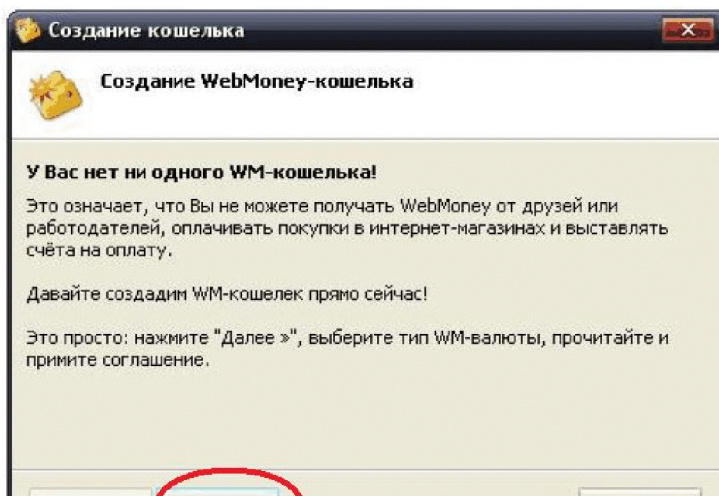 Создание кошелька
Создание WebMoney-кошелька
У Вас нет ни одного WM-кошелька!
Это означает, что Вы не можете получать WebMoney от друзей или
работодателей, оплачивать покупки в интернет-магазинах и выставлять
счёта на оплату.
Давайте создадим WM-кошелек прямо сейчас!
Это просто: нажмите "Далее »", выберите тип WM-валюты, прочитайте и
примите соглашение.